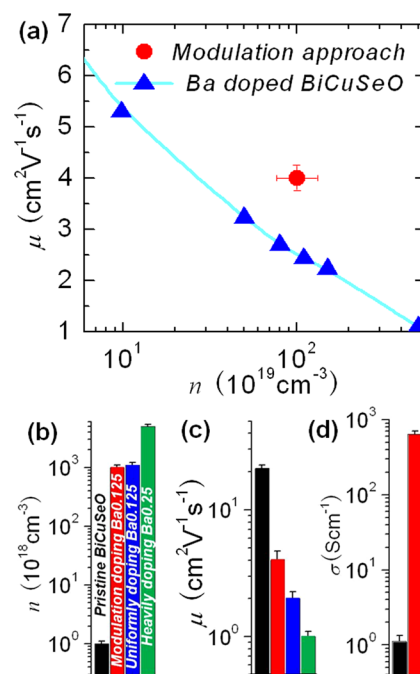 (a)
Modulation approach
Ba doped BiCuSeO
7
6
5
4
3
2
1
μ (cm²V⁻¹s⁻¹)
10¹
10²
n (10¹⁹cm⁻³)
(b)
n (10¹⁸cm⁻³)
10³
10²
10¹
10⁰
Pristine BiCuSeO
Modulation doping Ba0.125
Uniformly doping Ba0.125
Heavily doping Ba0.25
(c)
μ (cm²V⁻¹s⁻¹)
10¹
10⁰
(d)
σ(Scm⁻¹)
10³
10²
10¹
10⁰